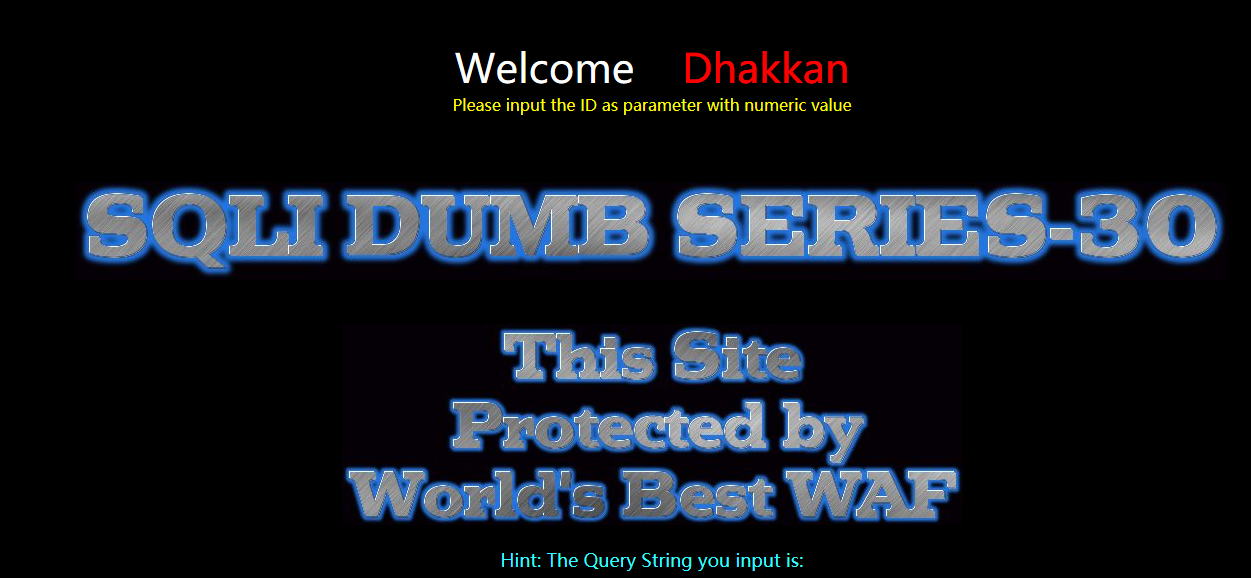 Welcome Dhakkan
Please input the ID as parameter with numeric value
SQLI DUMB SERIES-30
This Site
Protected by
World's Best WAF
Hint: The Query String you input is: